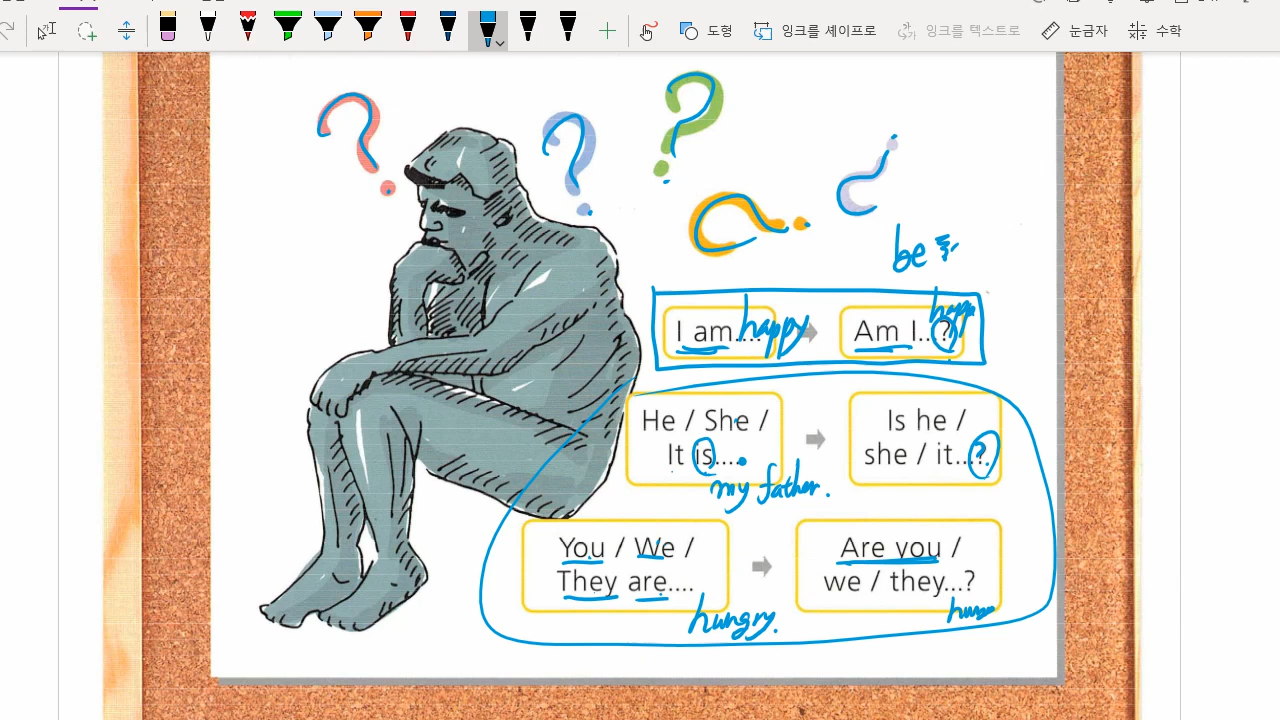 도형
잉크를 셰이프로
잉크를 텍스트로
눈금자
수학
? ? ? ? ?
be
I am.... happy
Am I...?
He / She /
It is....
my father.
Is he /
she / it...?
You / We /
They are....
hungry.
Are you /
we / they...?